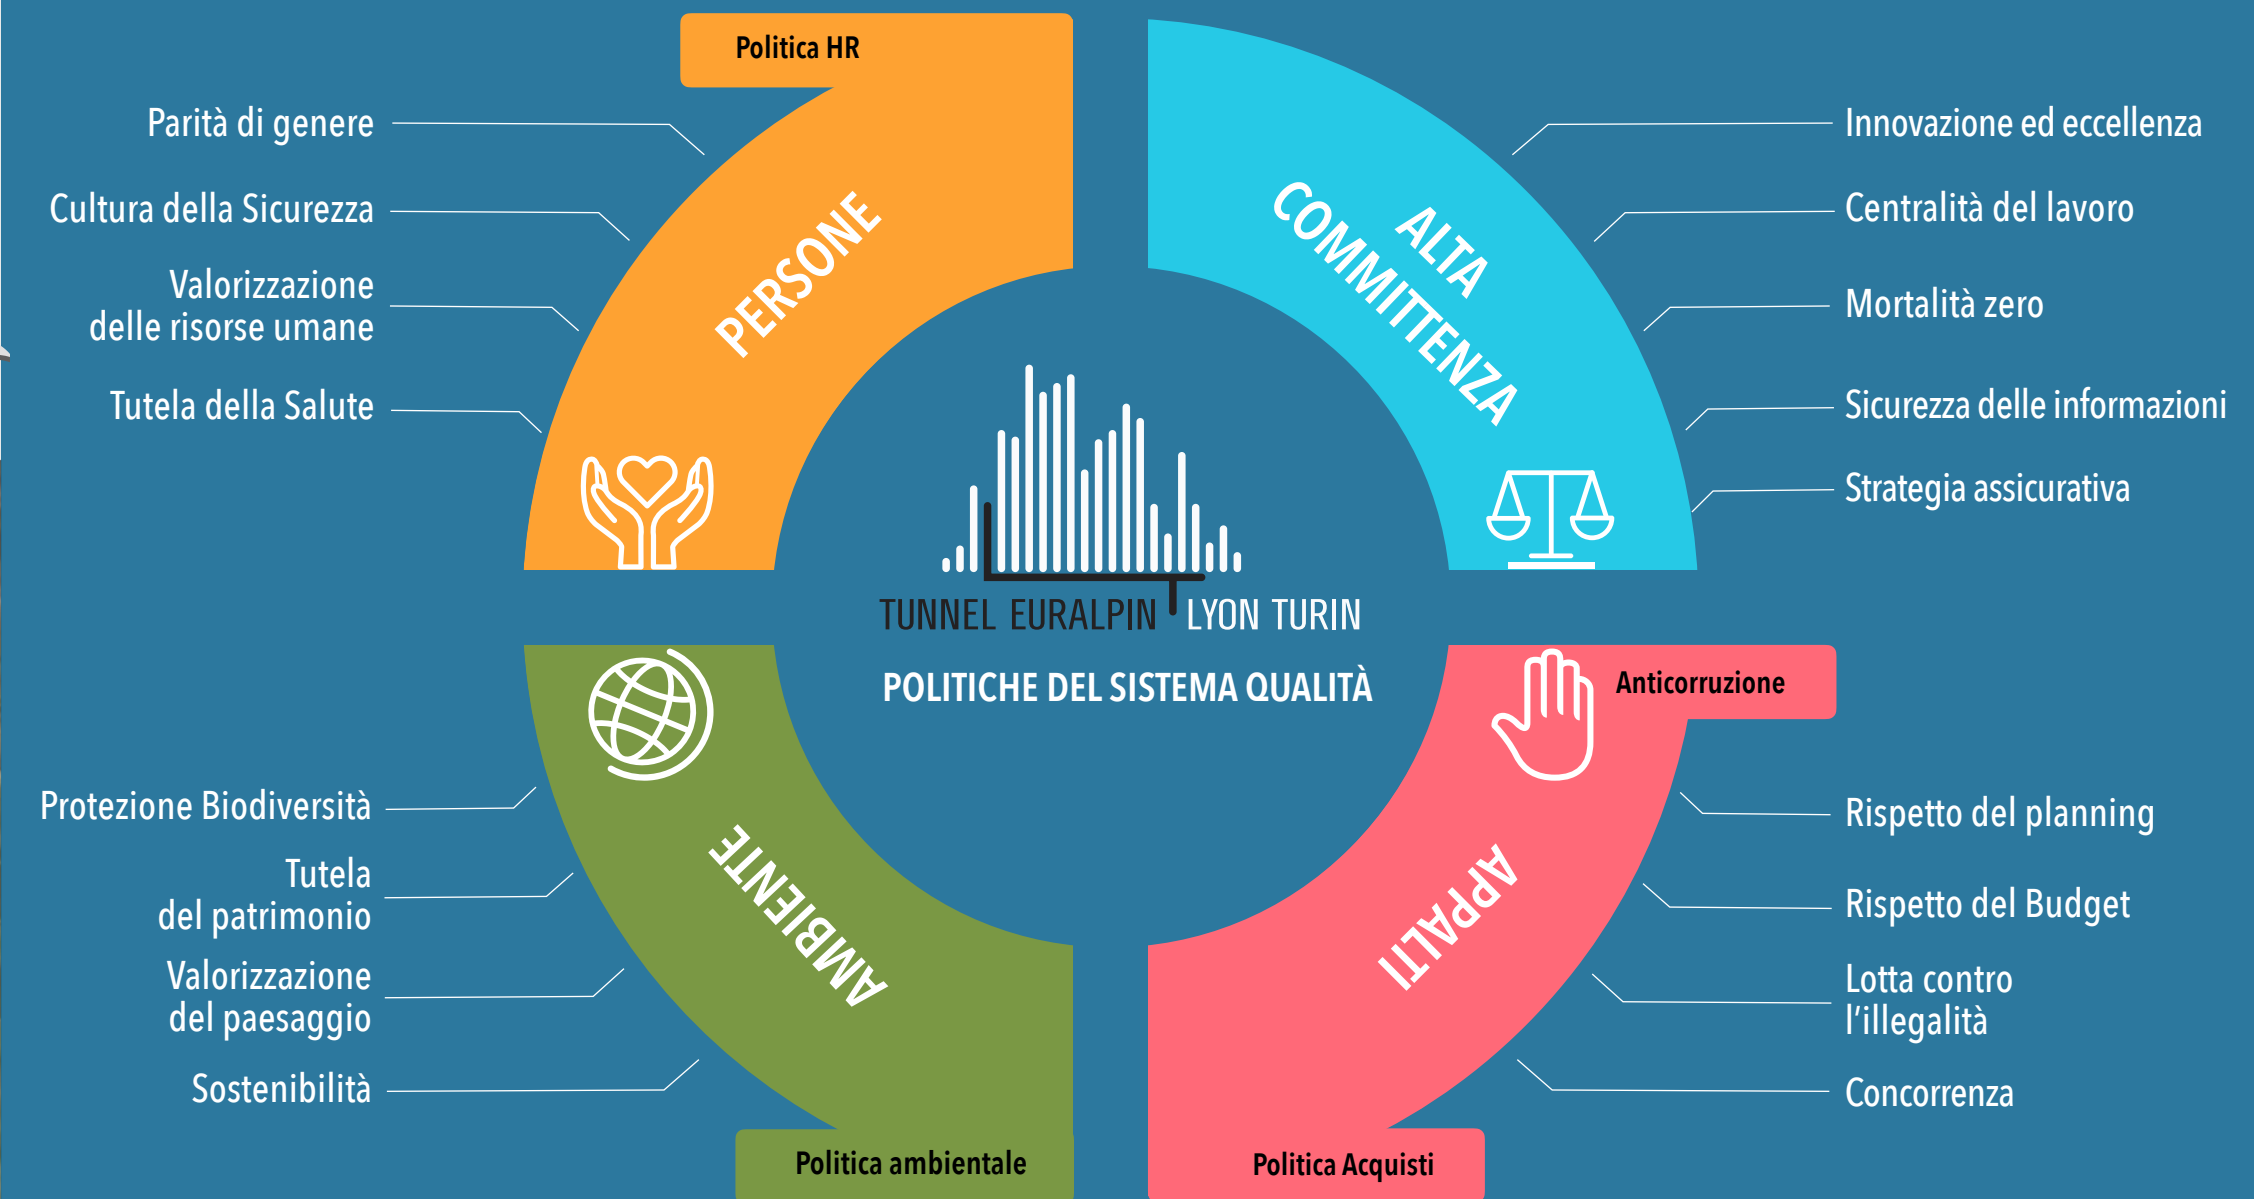 Politica HR
Parità di genere
Cultura della Sicurezza
Valorizzazione
delle risorse umane
Tutela della Salute
PERSONE
ALTA
COMMITTENZA
Innovazione ed eccellenza
Centralità del lavoro
Mortalità zero
Sicurezza delle informazioni
Strategia assicurativa
TUNNEL EURALPIN LYON TURIN
POLITICHE DEL SISTEMA QUALITÀ
Protezione Biodiversità
Tutela
del patrimonio
Valorizzazione
del paesaggio
Sostenibilità
AMBIENTE
Politica ambientale
Anticorruzione
APPALTI
Rispetto del planning
Rispetto del Budget
Lotta contro
l'illegalità
Concorrenza
Politica Acquisti